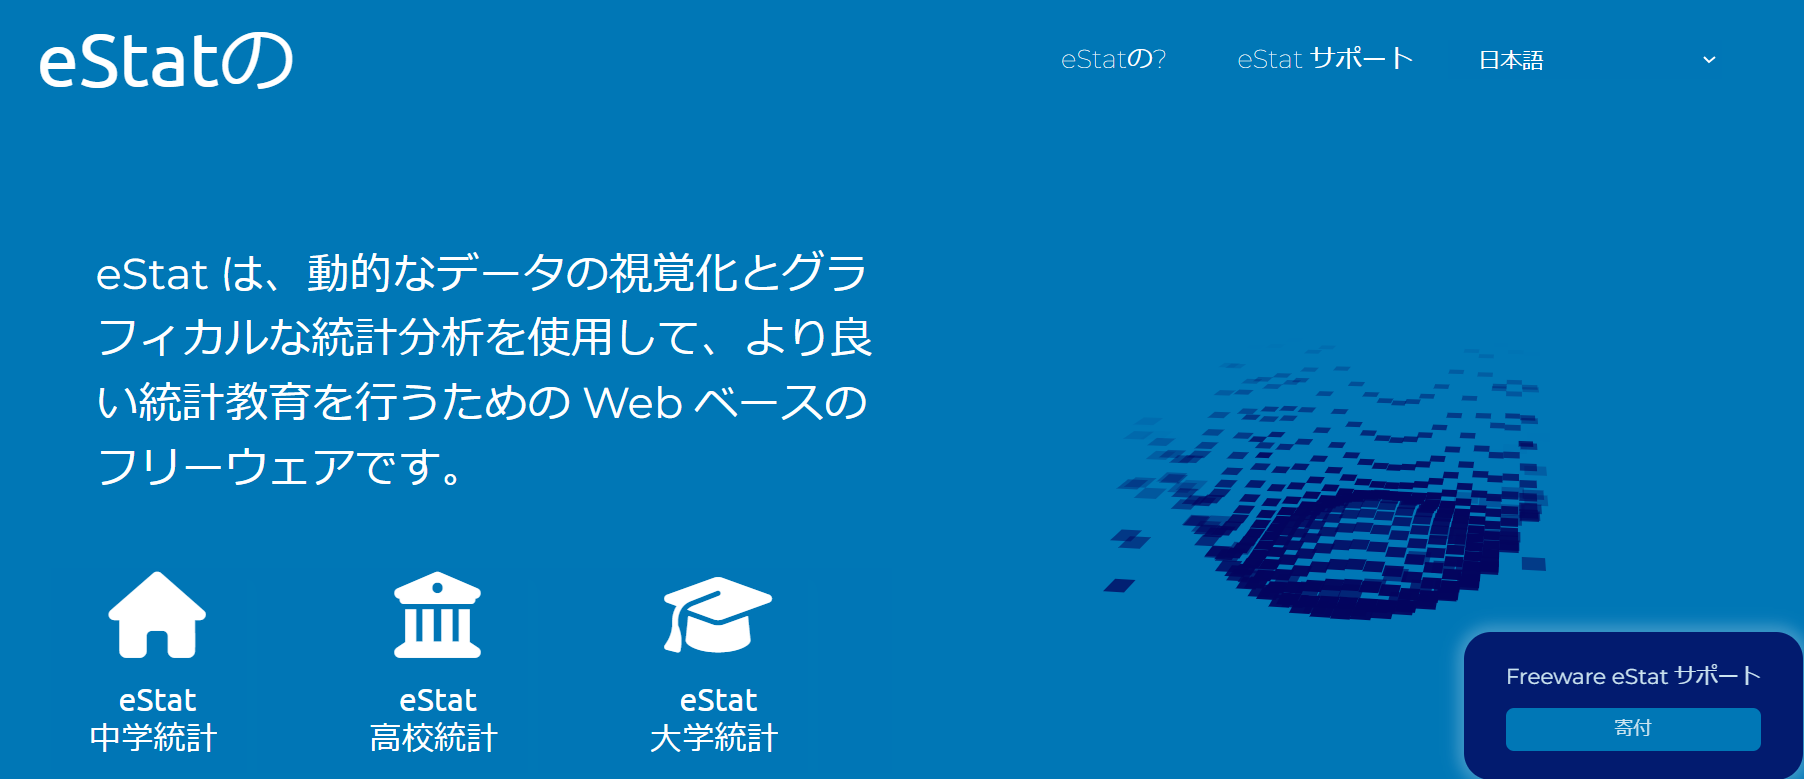 eStatの
eStatの?
eStat サポート
日本語
eStat は、動的なデータの視覚化とグラ
フィカルな統計分析を使用して、より良
い統計教育を行うための Web ベースの
フリーウェアです。
eStat
中学統計
eStat
高校統計
eStat
大学統計
Freeware eStat サポート
寄付